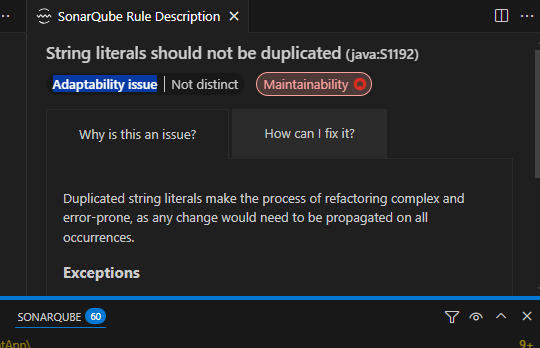 SonarQube Rule Description
String literals should not be duplicated (java:S1192)
Adaptability issue | Not distinct Maintainability
Why is this an issue? How can I fix it?
Duplicated string literals make the process of refactoring complex and
error-prone, as any change would need to be propagated on all
occurrences.
Exceptions
SONARQUBE 60
tApp\ 9+